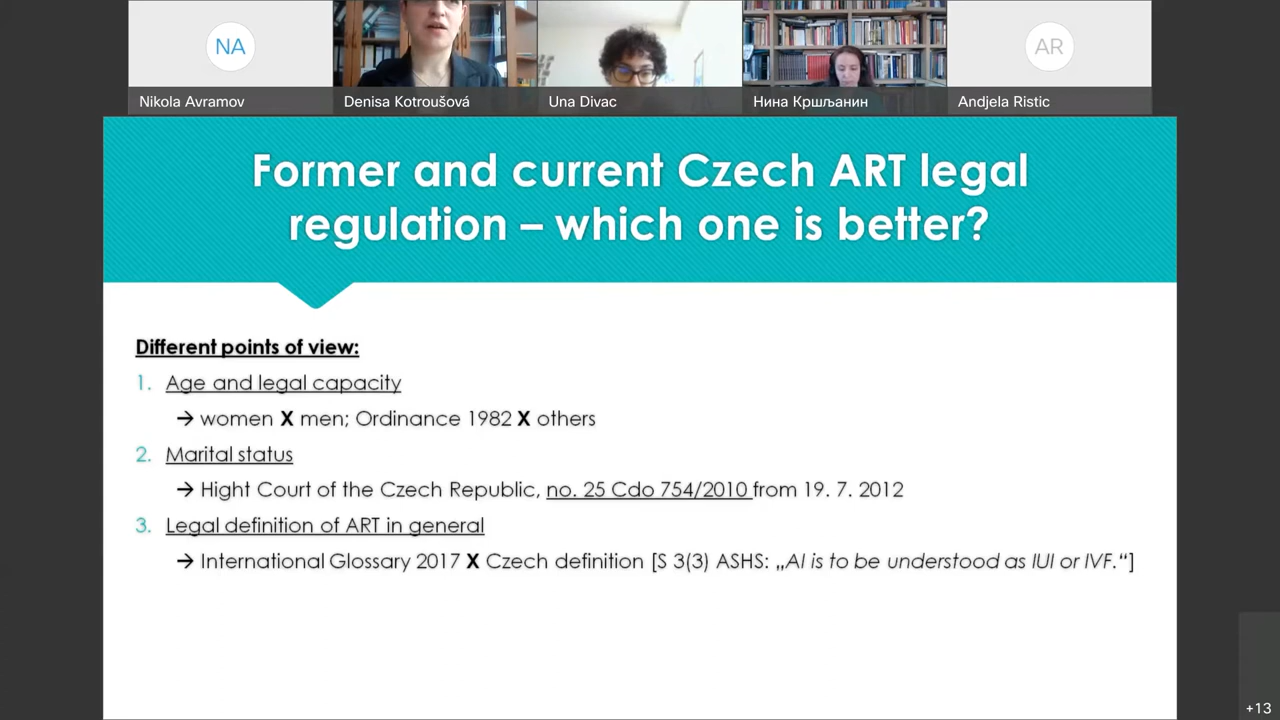 NA
AR
Nikola Avramov
Denisa Kotroušová
Una Divac
Нина Кршљанин
Andjela Ristic
Former and current Czech ART legal
regulation – which one is better?
Different points of view:
1. Age and legal capacity
→ women X men; Ordinance 1982 X others
2. Marital status
→ Hight Court of the Czech Republic, no. 25 Cdo 754/2010 from 19. 7. 2012
3. Legal definition of ART in general
→ International Glossary 2017 X Czech definition [S 3(3) ASHS: „AI is to be understood as IUI or IVF.“]
+13